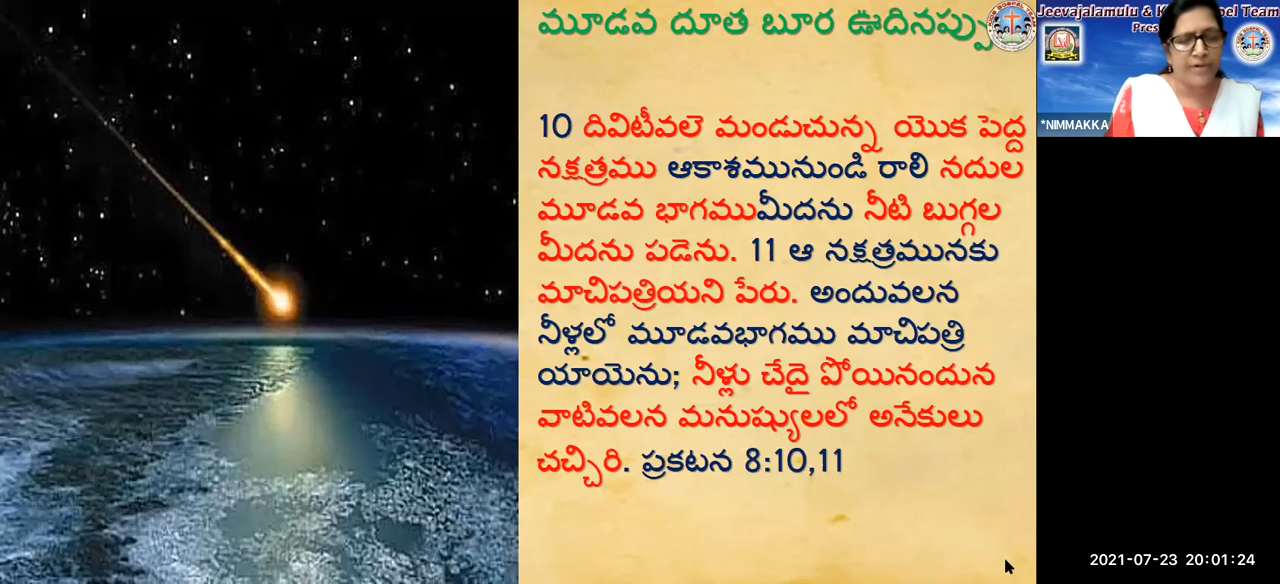 మూడవ దూత బూర ఊదినప్పు
10 దివిటీవలె మండుచున్న యొక పెద్ద
నక్షత్రము ఆకాశమునుండి రాలి నదుల
మూడవ భాగముమీదను నీటి బుగ్గల
మీదను పడెను. 11 ఆ నక్షత్రమునకు
మాచిపత్రియని పేరు. అందువలన
నీళ్లలో మూడవభాగము మాచిపత్రి
యాయెను; నీళ్లు చేదై పోయినందున
వాటివలన మనుష్యులలో అనేకులు
చచ్చిరి. ప్రకటన 8:10,11
Jeevajalamulu & K pel Team
Pres
*NIMMAKKA
2021-07-23 20:01:24